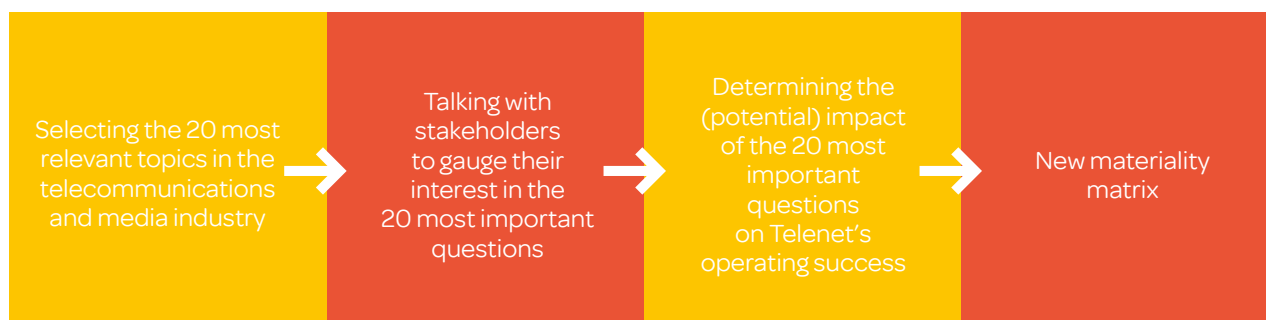 Selecting the 20 most
relevant topics in the
telecommunications
and media industry
Talking with
stakeholders
to gauge their
interest in the
20 most important
questions
Determining the
(potential) impact
of the 20 most
important
questions
on Telenet’s
operating success
New materiality
matrix